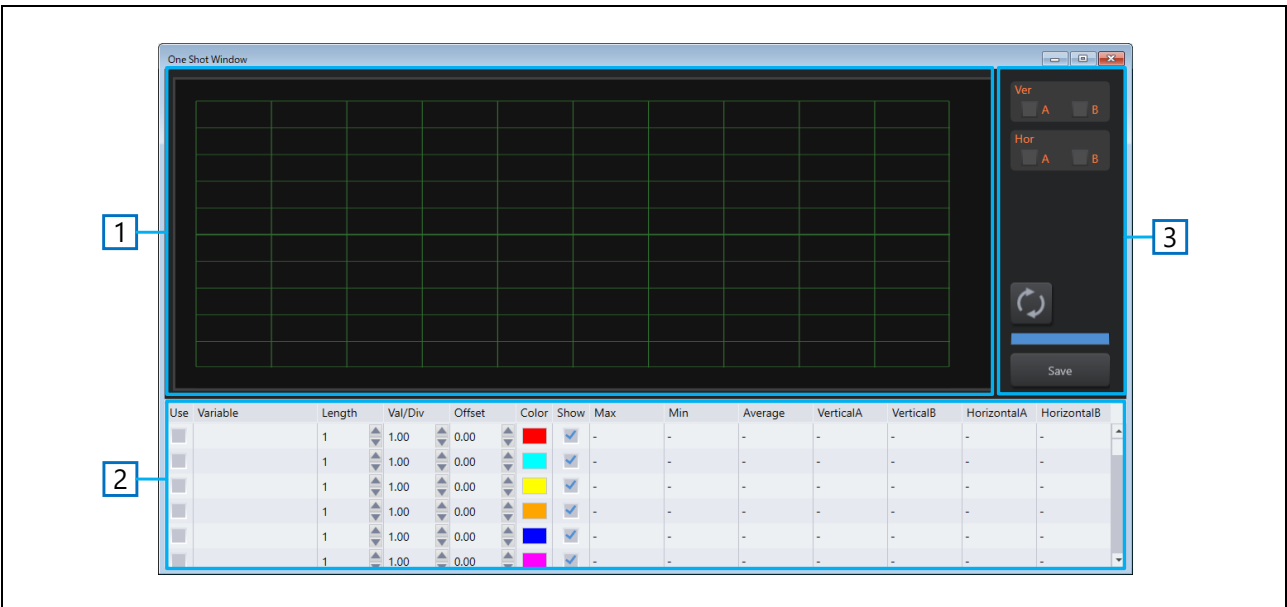 One Shot Window
Ver
A B
Hor
A B
1
3
Save
Use Variable Length Val/Div Offset Color Show Max Min Average VerticalA VerticalB HorizontalA HorizontalB
1 1.00 0.00 - - - - - - -
1 1.00 0.00 - - - - - - -
2
1 1.00 0.00 - - - - - - -
1 1.00 0.00 - - - - - - -
1 1.00 0.00 - - - - - - -
1 1.00 0.00 - - - - - - -